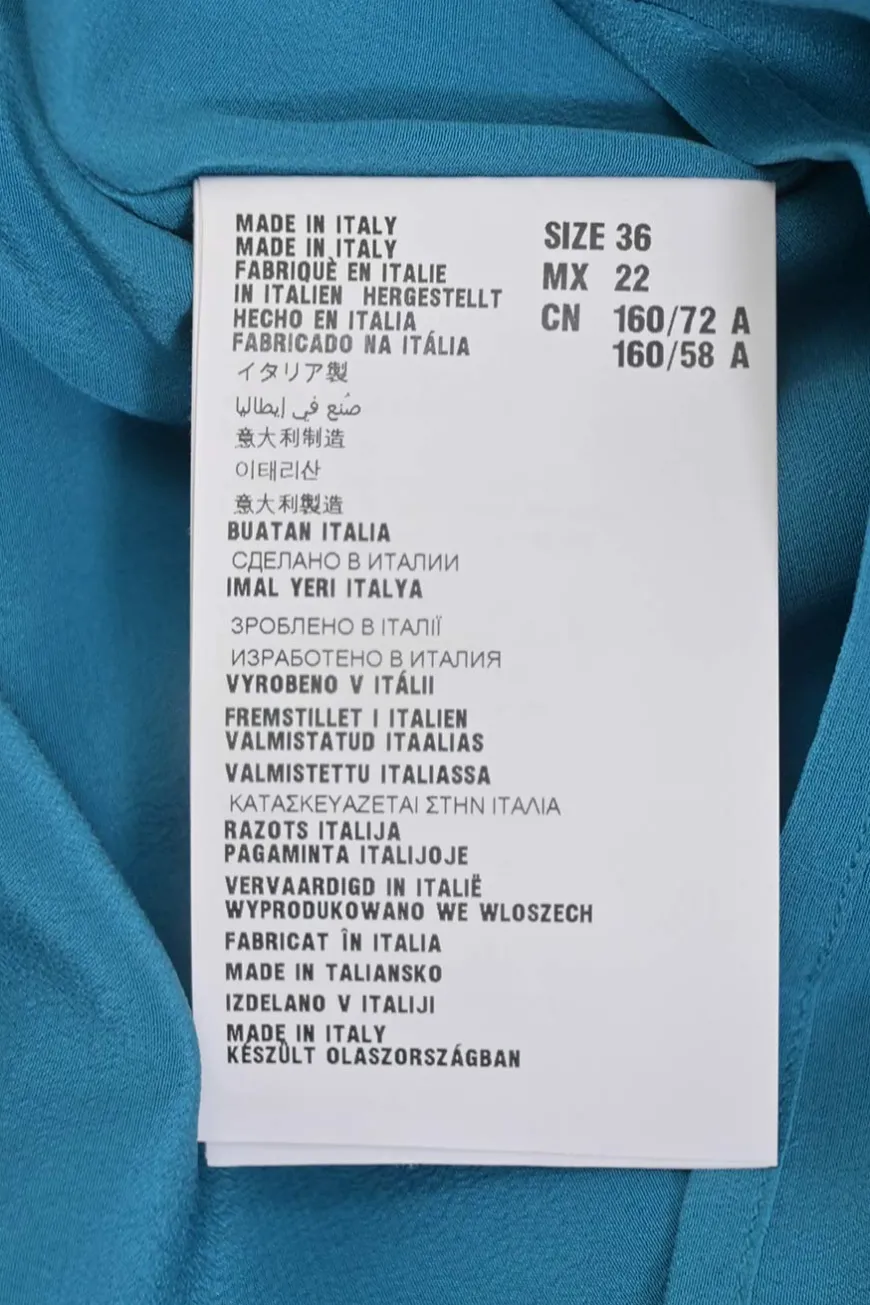 MADE IN ITALY
MADE IN ITALY
FABRIQUÈ EN ITALIE
IN ITALIEN HERGESTELLT
HECHO EN ITALIA
FABRICADO NA ITÁLIA
イタリア製
صُنع في إيطاليا
意大利制造
이태리산
意大利製造
BUATAN ITALIA
СДЕЛАНО В ИТАЛИИ
IMAL YERI ITALYA
ЗРОБЛЕНО В ІТАЛІЇ
ИЗРАБОТЕНО В ИТАЛИЯ
VYROBENO V ITÁLII
FREMSTILLET I ITALIEN
VALMISTATUD ITAALIAS
VALMISTETTU ITALIASSA
ΚΑΤΑΣΚΕΥΑΖΕΤΑΙ ΣΤΗΝ ΙΤΑΛΙΑ
RAZOTS ITALIJA
PAGAMINTA ITALIJOJE
VERVAARDIGD IN ITALIË
WYPRODUKOWANO WE WLOSZECH
FABRICAT ÎN ITALIA
MADE IN TALIANSKO
IZDELANO V ITALIJI
MADE IN ITALY
KÉSZÜLT OLASZORSZÁGBAN
SIZE 36
MX 22
CN 160/72 A
160/58 A